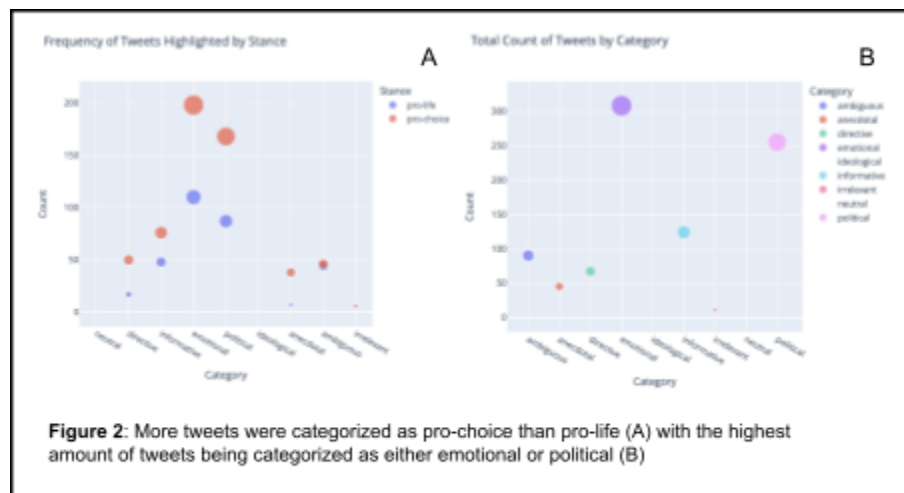 Frequency of Tweets Highlighted by Stance
A
Stance
pro-life
pro-choice
200
150
100
50
0
Count
neutral
directive
informative
emotional
political
ideological
anecdotal
ambiguous
irrelevant
Category
Total Count of Tweets by Category
B
Category
ambiguous
anecdotal
directive
emotional
ideological
informative
irrelevant
neutral
political
300
250
200
150
100
50
0
Count
ambiguous
anecdotal
directive
emotional
ideological
informative
irrelevant
neutral
political
Category
Figure 2: More tweets were categorized as pro-choice than pro-life (A) with the highest
amount of tweets being categorized as either emotional or political (B)